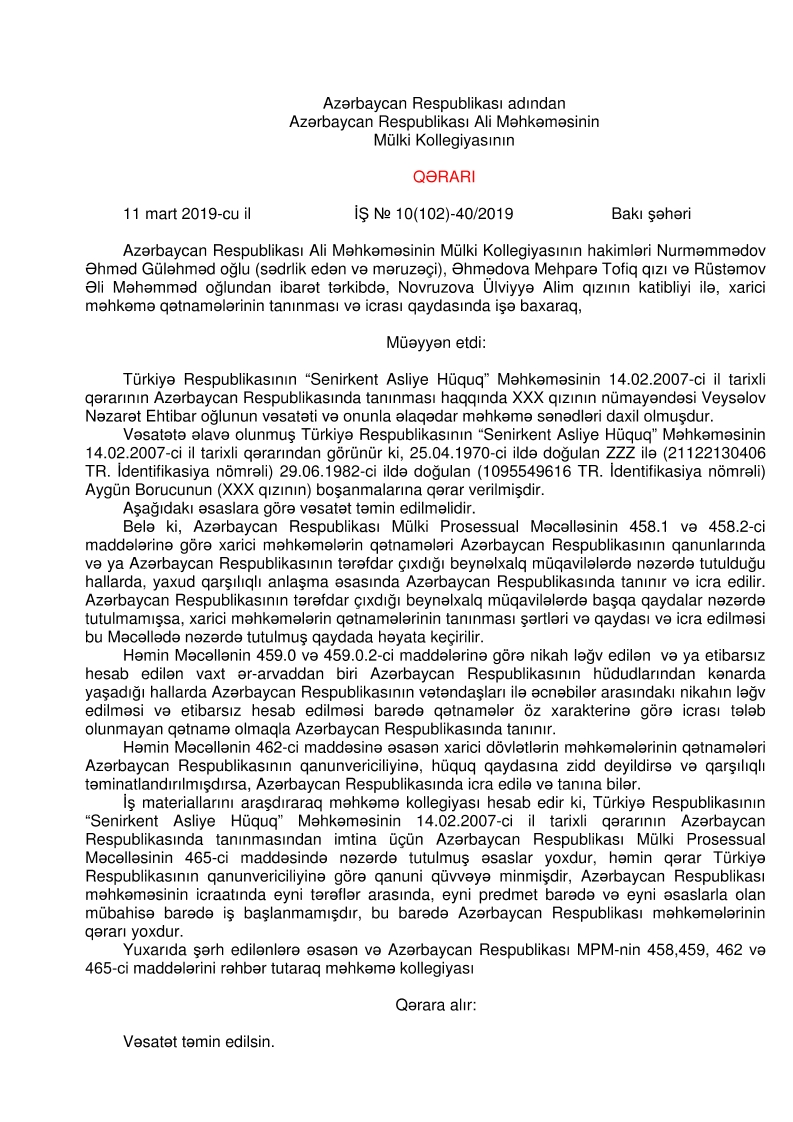 Azərbaycan Respublikası adından
Azərbaycan Respublikası Ali Məhkəməsinin
Mülki Kollegiyasının
QƏRARI
11 mart 2019-cu il İŞ № 10(102)-40/2019 Bakı şəhəri
Azərbaycan Respublikası Ali Məhkəməsinin Mülki Kollegiyasının hakimləri Nurməmmədov
Əhməd Güləhməd oğlu (sədrlik edən və məruzəçi), Əhmədova Mehparə Tofiq qızı və Rüstəmov
Əli Məhəmməd oğlundan ibarət tərkibdə, Novruzova Ülviyyə Alim qızının katibliyi ilə, xarici
məhkəmə qətnamələrinin tanınması və icrası qaydasında işə baxaraq,
Müəyyən etdi:
Türkiyə Respublikasının “Senirkent Asliye Hüquq” Məhkəməsinin 14.02.2007-ci il tarixli
qərarının Azərbaycan Respublikasında tanınması haqqında XXX qızının nümayəndəsi Veysəlov
Nəzarət Ehtibar oğlunun vəsatəti və onunla əlaqədar məhkəmə sənədləri daxil olmuşdur.
Vəsatətə əlavə olunmuş Türkiyə Respublikasının “Senirkent Asliye Hüquq” Məhkəməsinin
14.02.2007-ci il tarixli qərarından görünür ki, 25.04.1970-ci ildə doğulan ZZZ ilə (21122130406
TR. İdentifikasiya nömrəli) 29.06.1982-ci ildə doğulan (1095549616 TR. İdentifikasiya nömrəli)
Aygün Borucunun (XXX qızının) boşanmalarına qərar verilmişdir.
Aşağıdakı əsaslara görə vəsatət təmin edilməlidir.
Belə ki, Azərbaycan Respublikası Mülki Prosessual Məcəlləsinin 458.1 və 458.2-ci
maddələrinə görə xarici məhkəmələrin qətnamələri Azərbaycan Respublikasının qanunlarında
və ya Azərbaycan Respublikasının tərəfdar çıxdığı beynəlxalq müqavilələrdə nəzərdə tutulduğu
hallarda, yaxud qarşılıqlı anlaşma əsasında Azərbaycan Respublikasında tanınır və icra edilir.
Azərbaycan Respublikasının tərəfdar çıxdığı beynəlxalq müqavilələrdə başqa qaydalar nəzərdə
tutulmamışsa, xarici məhkəmələrin qətnamələrinin tanınması şərtləri və qaydası və icra edilməsi
bu Məcəllədə nəzərdə tutulmuş qaydada həyata keçirilir.
Həmin Məcəllənin 459.0 və 459.0.2-ci maddələrinə görə nikah ləğv edilən və ya etibarsız
hesab edilən vaxt ər-arvaddan biri Azərbaycan Respublikasının hüdudlarından kənarda
yaşadığı hallarda Azərbaycan Respublikasının vətəndaşları ilə əcnəbilər arasındakı nikahın ləğv
edilməsi və etibarsız hesab edilməsi barədə qətnamələr öz xarakterinə görə icrası tələb
olunmayan qətnamə olmaqla Azərbaycan Respublikasında tanınır.
Həmin Məcəllənin 462-ci maddəsinə əsasən xarici dövlətlərin məhkəmələrinin qətnamələri
Azərbaycan Respublikasının qanunvericiliyinə, hüquq qaydasına zidd deyildirsə və qarşılıqlı
təminatlandırılmışdırsa, Azərbaycan Respublikasında icra edilə və tanına bilər.
İş materiallarını araşdıraraq məhkəmə kollegiyası hesab edir ki, Türkiyə Respublikasının
“Senirkent Asliye Hüquq” Məhkəməsinin 14.02.2007-ci il tarixli qərarının Azərbaycan
Respublikasında tanınmasından imtina üçün Azərbaycan Respublikası Mülki Prosessual
Məcəlləsinin 465-ci maddəsində nəzərdə tutulmuş əsaslar yoxdur, həmin qərar Türkiyə
Respublikasının qanunvericiliyinə görə qanuni qüvvəyə minmişdir, Azərbaycan Respublikası
məhkəməsinin icraatında eyni tərəflər arasında, eyni predmet barədə və eyni əsaslarla olan
mübahisə barədə iş başlanmamışdır, bu barədə Azərbaycan Respublikası məhkəmələrinin
qərarı yoxdur.
Yuxarıda şərh edilənlərə əsasən və Azərbaycan Respublikası MPM-nin 458,459, 462 və
465-ci maddələrini rəhbər tutaraq məhkəmə kollegiyası
Qərara alır:
Vəsatət təmin edilsin.